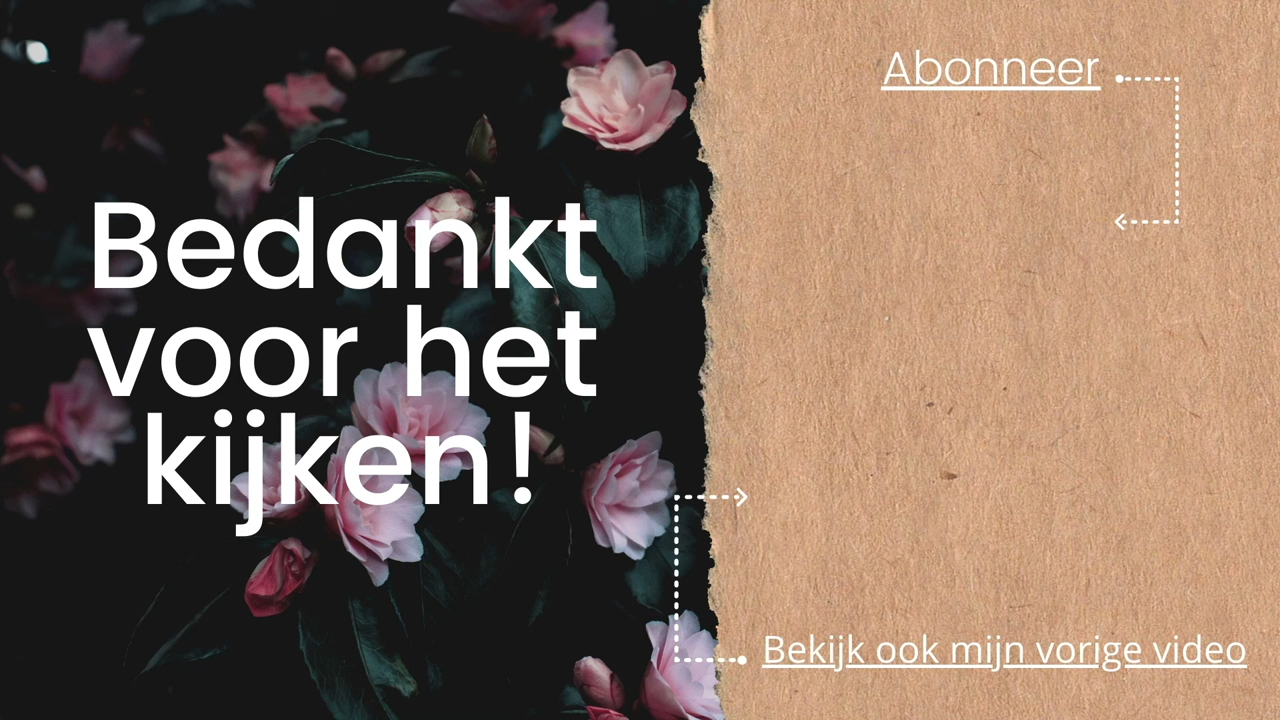 Bedankt
voor het
kijken!
Abonneer
Bekijk ook mijn vorige video